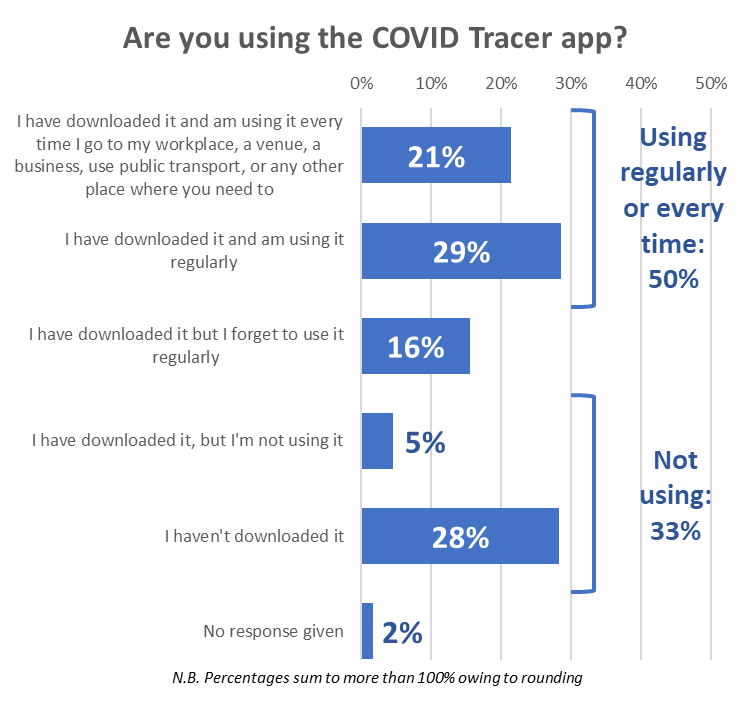 Are you using the COVID Tracer app?
0% 10% 20% 30% 40% 50%
I have downloaded it and am using it every
time I go to my workplace, a venue, a
business, use public transport, or any other
place where you need to
21%
I have downloaded it and am using it
regularly
29%
Using
regularly
or every
time:
50%
I have downloaded it but I forget to use it
regularly
16%
I have downloaded it, but I'm not using it
5%
I haven't downloaded it
28%
Not
using:
33%
No response given
2%
N.B. Percentages sum to more than 100% owing to rounding